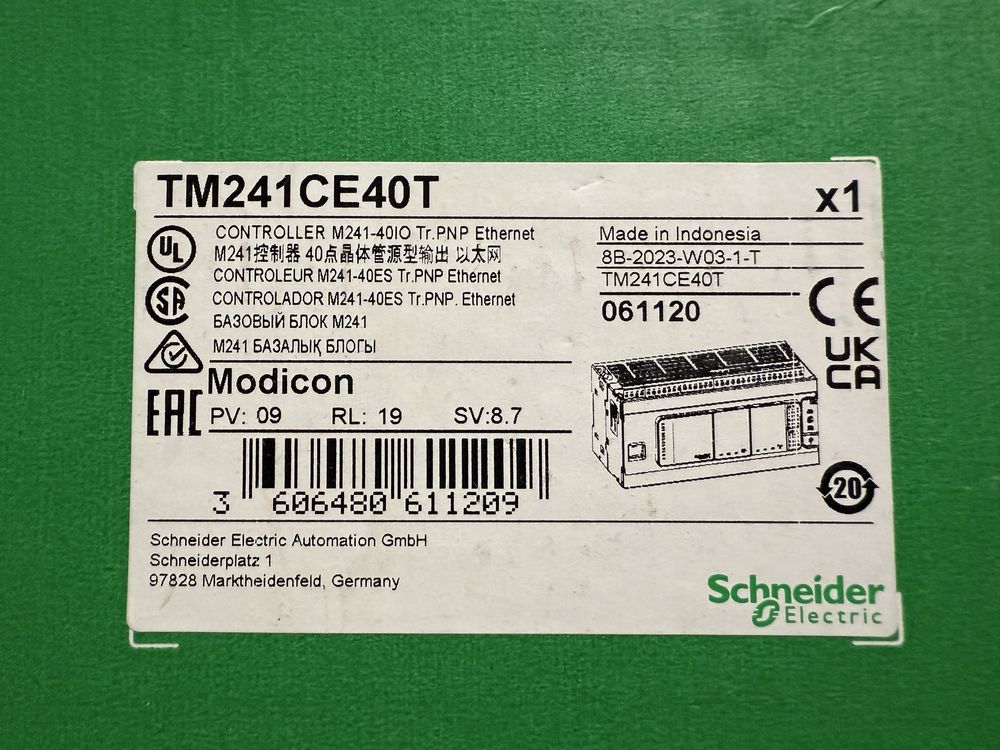 TM241CE40T
x1
CONTROLLER M241-40IO Tr.PNP Ethernet
M241控制器 40点晶体管源型输出 以太网
CONTROLEUR M241-40ES Tr.PNP Ethernet
CONTROLADOR M241-40ES Tr.PNP. Ethernet
БАЗОВЫЙ БЛОК M241
M241 БАЗАЛЫҚ БЛОГЫ
Made in Indonesia
8B-2023-W03-1-T
TM241CE40T
061120
UL
SA
CE
UK
CA
EAC
Modicon
PV: 09 RL: 19 SV:8.7
3 606480 611209
20
Schneider Electric Automation GmbH
Schneiderplatz 1
97828 Marktheidenfeld, Germany
Schneider
Electric